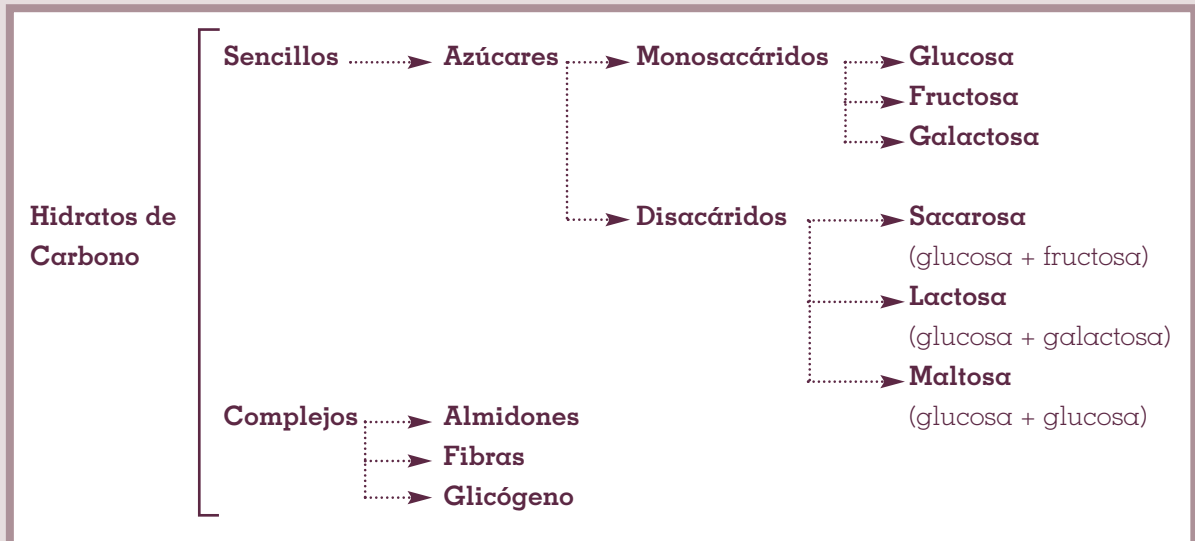 Sencillos Azúcares Monosacáridos Glucosa
Fructosa
Galactosa
Hidratos de
Carbono
Disacáridos Sacarosa
(glucosa + fructosa)
Lactosa
(glucosa + galactosa)
Maltosa
(glucosa + glucosa)
Complejos Almidones
Fibras
Glicógeno